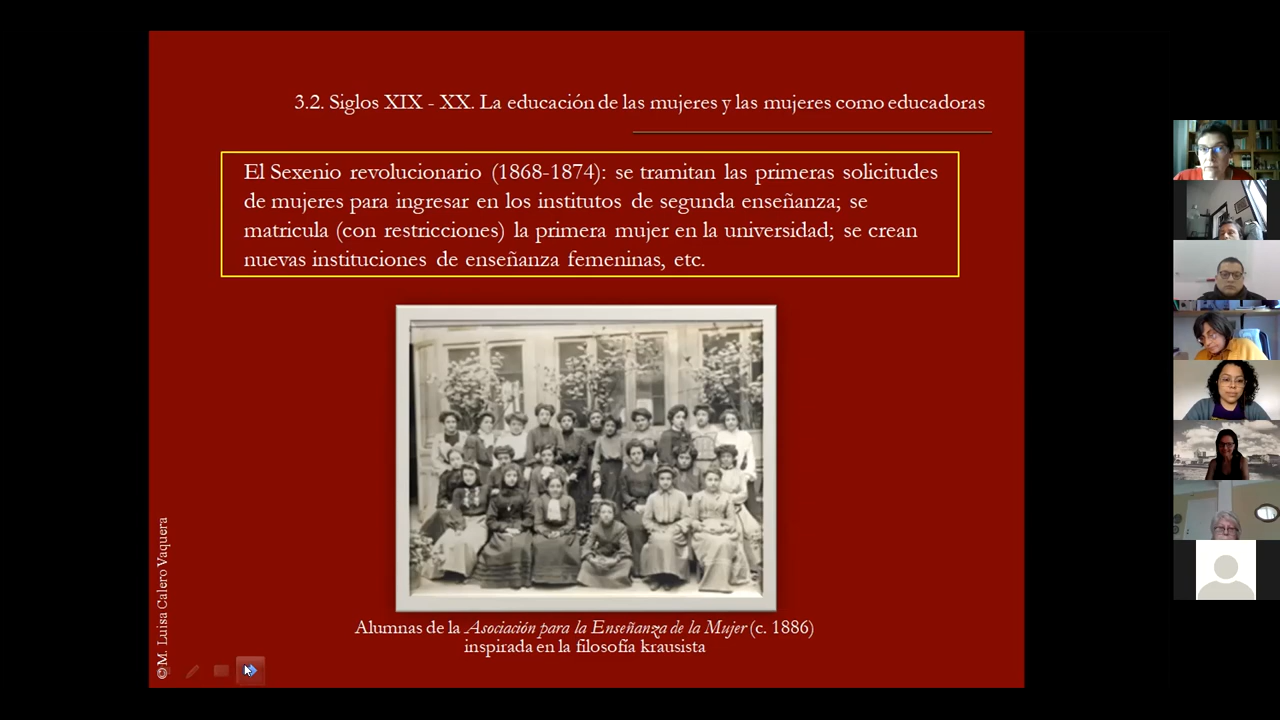 3.2. Siglos XIX - XX. La educación de las mujeres y las mujeres como educadoras
El Sexenio revolucionario (1868-1874): se tramitan las primeras solicitudes
de mujeres para ingresar en los institutos de segunda enseñanza; se
matricula (con restricciones) la primera mujer en la universidad; se crean
nuevas instituciones de enseñanza femeninas, etc.
Alumnas de la Asociación para la Enseñanza de la Mujer (c. 1886)
inspirada en la filosofía krausista
©M. Luisa Calero Vaquera